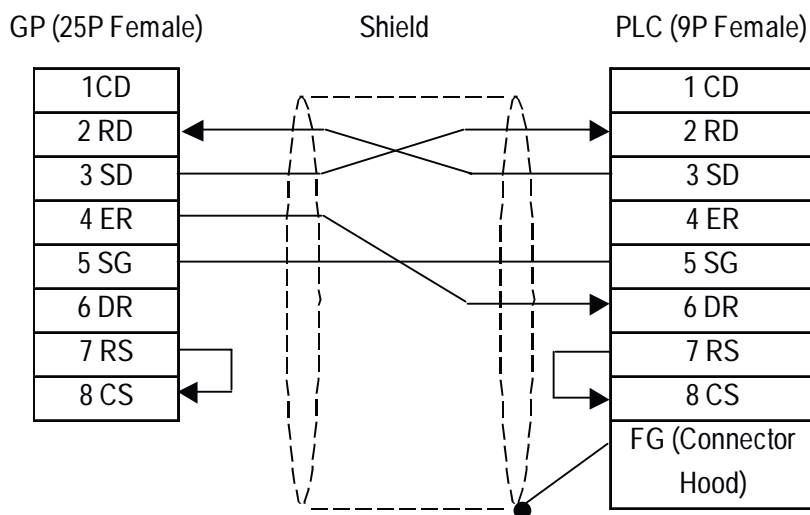 GP (25P Female) Shield PLC (9P Female)
1CD 1 CD
2 RD 2 RD
3 SD 3 SD
4 ER 4 ER
5 SG 5 SG
6 DR 6 DR
7 RS 7 RS
8 CS 8 CS
FG (Connector
Hood)